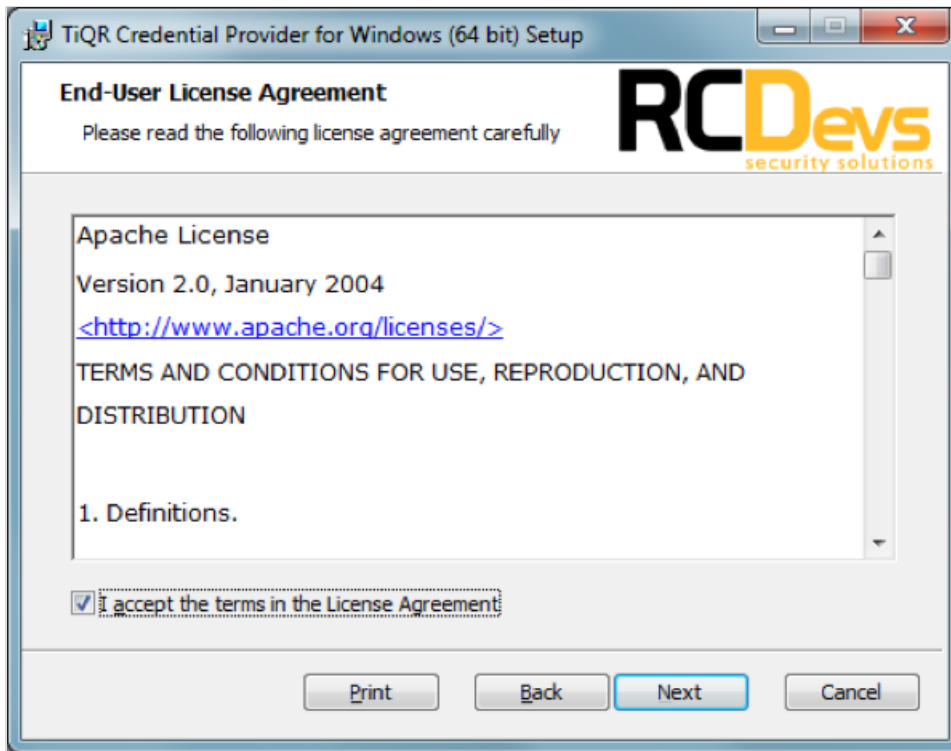 TiQR Credential Provider for Windows (64 bit) Setup
End-User License Agreement
Please read the following license agreement carefully
RCDevs
security solutions
Apache License
Version 2.0, January 2004
<http://www.apache.org/licenses/>
TERMS AND CONDITIONS FOR USE, REPRODUCTION, AND
DISTRIBUTION
1. Definitions.
I accept the terms in the License Agreement
Print Back Next Cancel